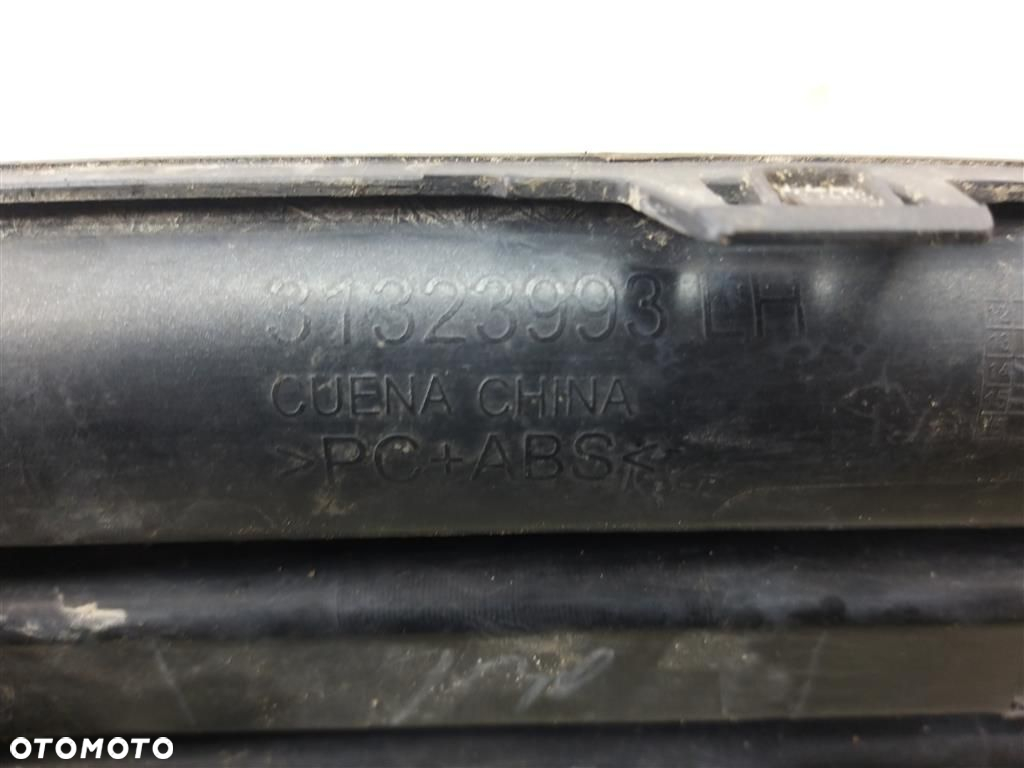 31323993 LH
CUENA CHINA
>PC+ABS<
OTOMOTO